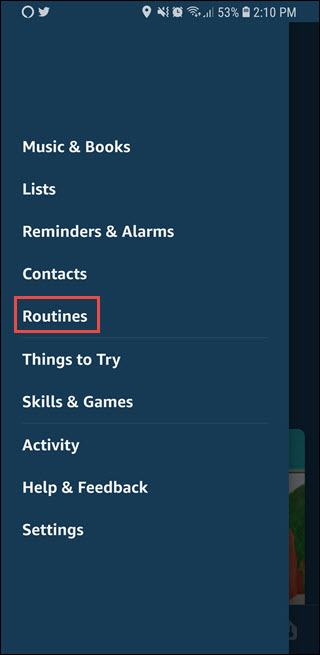 53% 2:10 PM
Music & Books
Lists
Reminders & Alarms
Contacts
Routines
Things to Try
Skills & Games
Activity
Help & Feedback
Settings